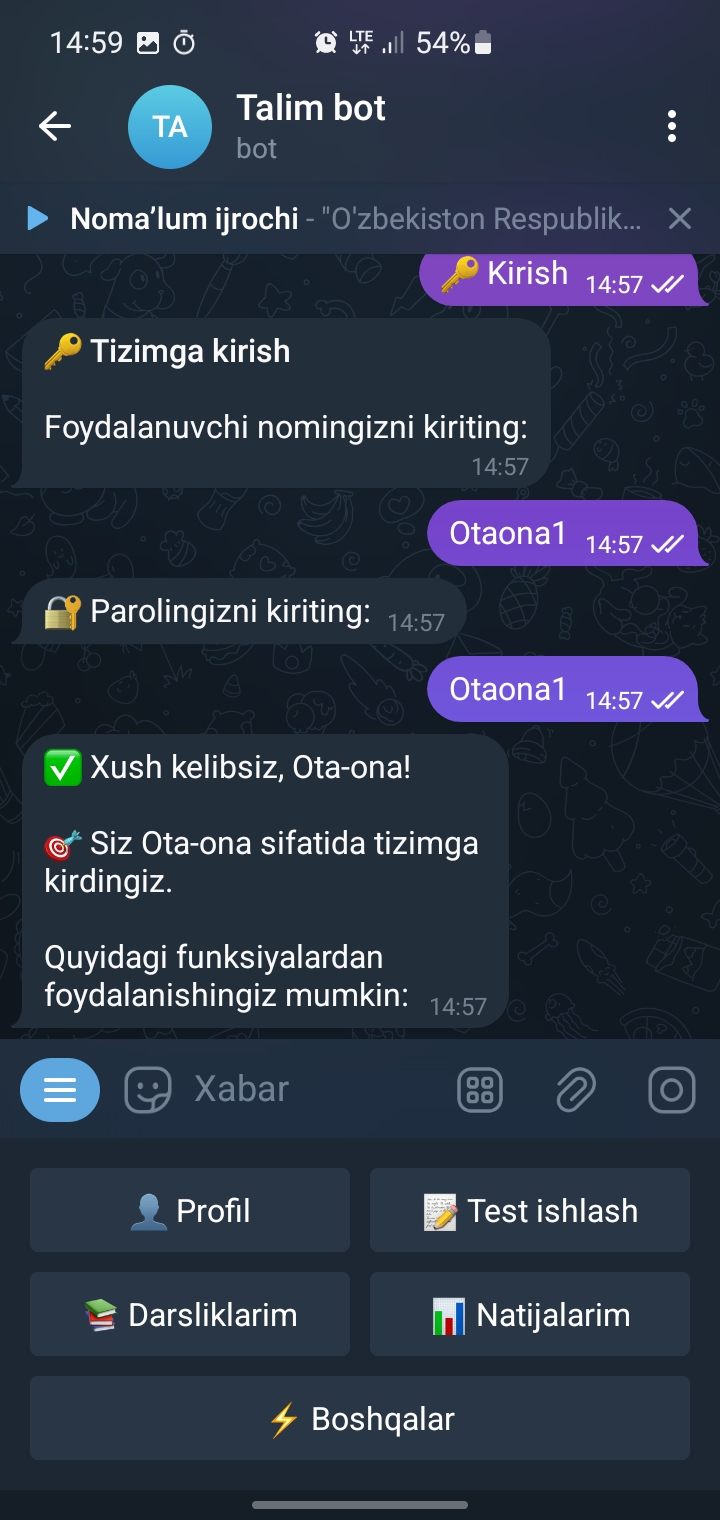 14:59 LTE 54%
TA Talim bot
bot
Noma’lum ijrochi - "O'zbekiston Respublik...
🔑 Kirish 14:57
🔑 Tizimga kirish
Foydalanuvchi nomingizni kiriting:
14:57
Otaona1 14:57
🔐 Parolingizni kiriting: 14:57
Otaona1 14:57
✅ Xush kelibsiz, Ota-ona!
🎯 Siz Ota-ona sifatida tizimga
kirdingiz.
Quyidagi funksiyalardan
foydalanishingiz mumkin: 14:57
Xabar
👤 Profil
📝 Test ishlash
📚 Darsliklarim
📊 Natijalarim
⚡ Boshqalar